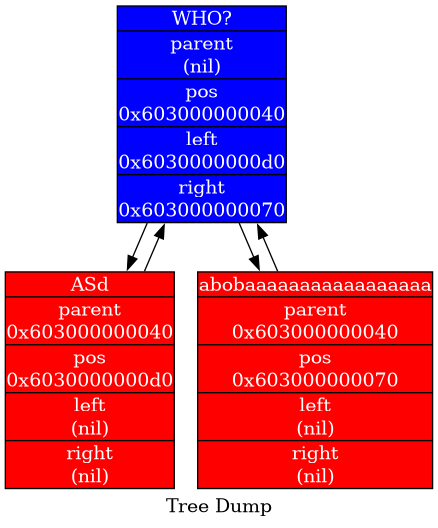 WHO?
parent
(nil)
pos
0x603000000040
left
0x6030000000d0
right
0x603000000070
ASd
parent
0x603000000040
pos
0x6030000000d0
left
(nil)
right
(nil)
abobaaaaaaaaaaaaaaaaa
parent
0x603000000040
pos
0x603000000070
left
(nil)
right
(nil)
Tree Dump